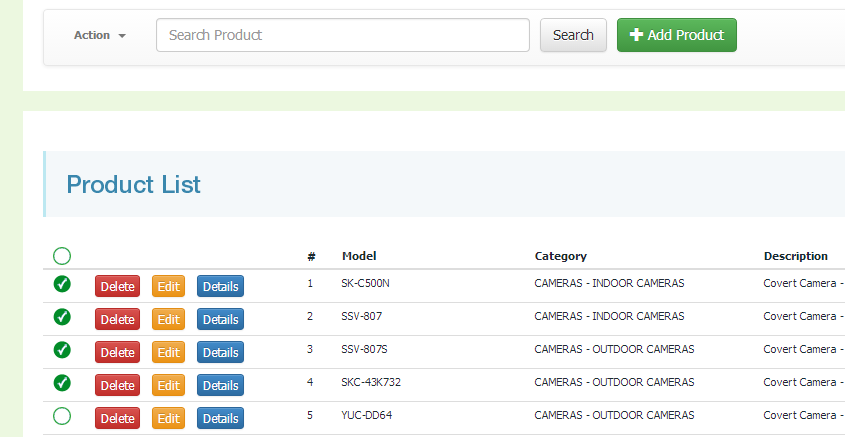 Action Search Product Search Add Product
Product List
# Model Category Description
Delete Edit Details 1 SK-C500N CAMERAS - INDOOR CAMERAS Covert Camera -
Delete Edit Details 2 SSV-807 CAMERAS - INDOOR CAMERAS Covert Camera -
Delete Edit Details 3 SSV-807S CAMERAS - OUTDOOR CAMERAS Covert Camera -
Delete Edit Details 4 SKC-43K732 CAMERAS - OUTDOOR CAMERAS Covert Camera -
Delete Edit Details 5 YUC-DD64 CAMERAS - OUTDOOR CAMERAS Covert Camera -